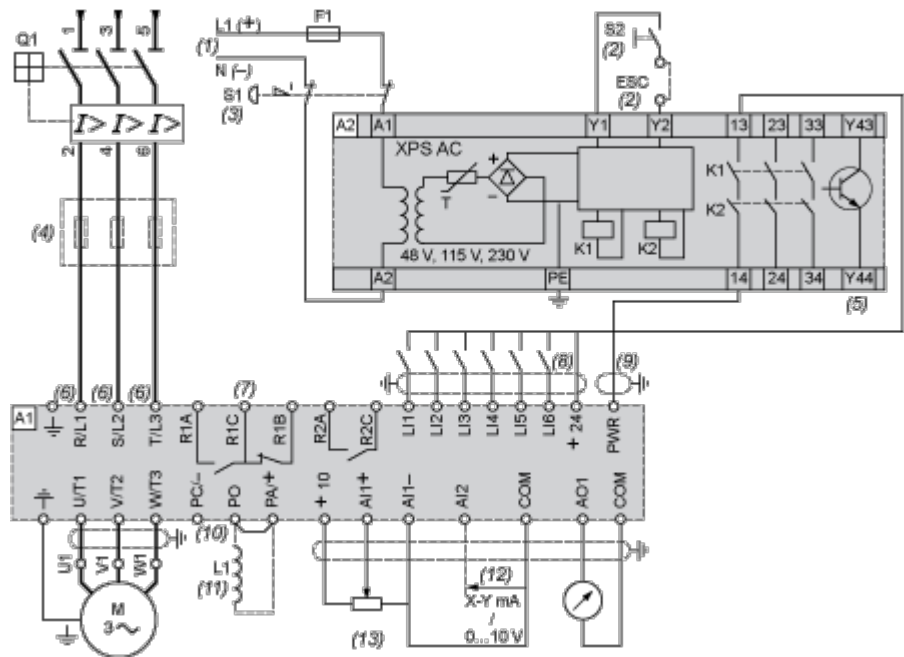 1 3 5
Q1
I> I> I>
2 4 6
(4)
L1 (+)
(1)
N (–)
F1
S1
(3)
S2
(2)
ESC
(2)
A2 A1 Y1 Y2 13 23 33 Y43
XPS AC
+
–
T
K1
K2
K1 K2
48 V, 115 V, 230 V
A2 PE 14 24 34 Y44
(5)
(8) (9)
(6) (6) (6) (7)
A1
R/L1 S/L2 T/L3 R1A R1C R1B R2A R2C LI1 LI2 LI3 LI4 LI5 LI6 + 24 PWR
U/T1 V/T2 W/T3 PC/- PO PA/+ + 10 AI1+ AI1- AI2 COM AO1 COM
(10)
U1 V1 W1
L1
(11)
(12)
X-Y mA
/
0...10 V
(13)
M
3 ~